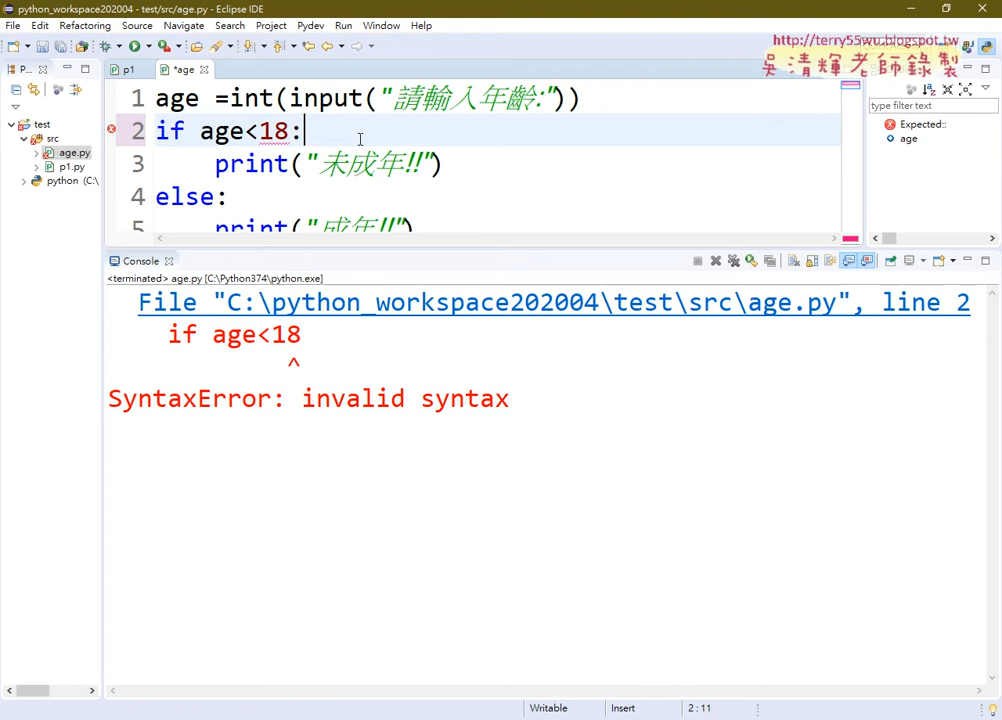 python_workspace202004 - test/src/age.py - Eclipse IDE
File Edit Refactoring Source Navigate Search Project Pydev Run Window Help
http://terry55wu.blogspot.tw
吳清輝老師錄製
P...
p1
*age
type filter text
Expected::
age
test
src
age.py
p1.py
python (C:\
1 age =int(input("請輸入年齡:"))
2 if age<18:
3 print("未成年!!")
4 else:
5 print("成年!!")
Console
<terminated> age.py [C:\Python374\python.exe]
File "C:\python_workspace202004\test\src\age.py", line 2
if age<18
^
SyntaxError: invalid syntax
Writable Insert 2 : 11